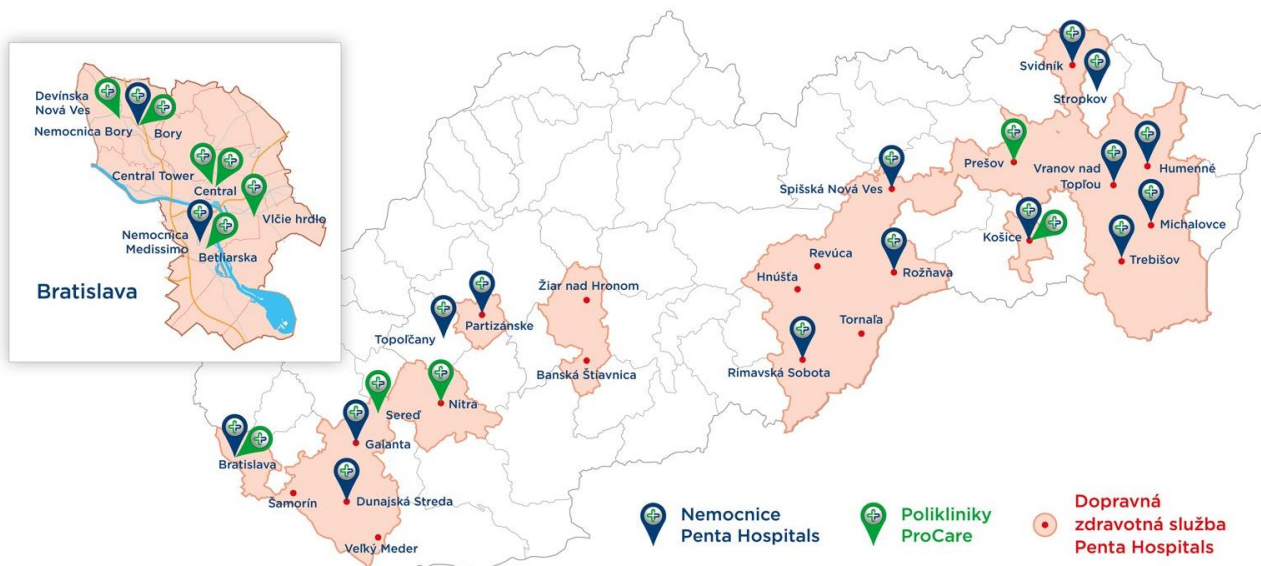 Devínska
Nová Ves
Nemocnica Bory
Bory
Central Tower
Central
Vlčie hrdlo
Nemocnica
Medissimo
Betliarska
Bratislava
Svidník
Stropkov
Prešov
Vranov nad
Topľou
Humenné
Spišská Nová Ves
Košice
Michalovce
Trebišov
Revúca
Rožňava
Hnúšťa
Tornaľa
Rimavská Sobota
Žiar nad Hronom
Banská Štiavnica
Partizánske
Topoľčany
Nitra
Sereď
Galanta
Bratislava
Šamorín
Dunajská Streda
Veľký Meder
Nemocnice
Penta Hospitals
Polikliniky
ProCare
Dopravná
zdravotná služba
Penta Hospitals